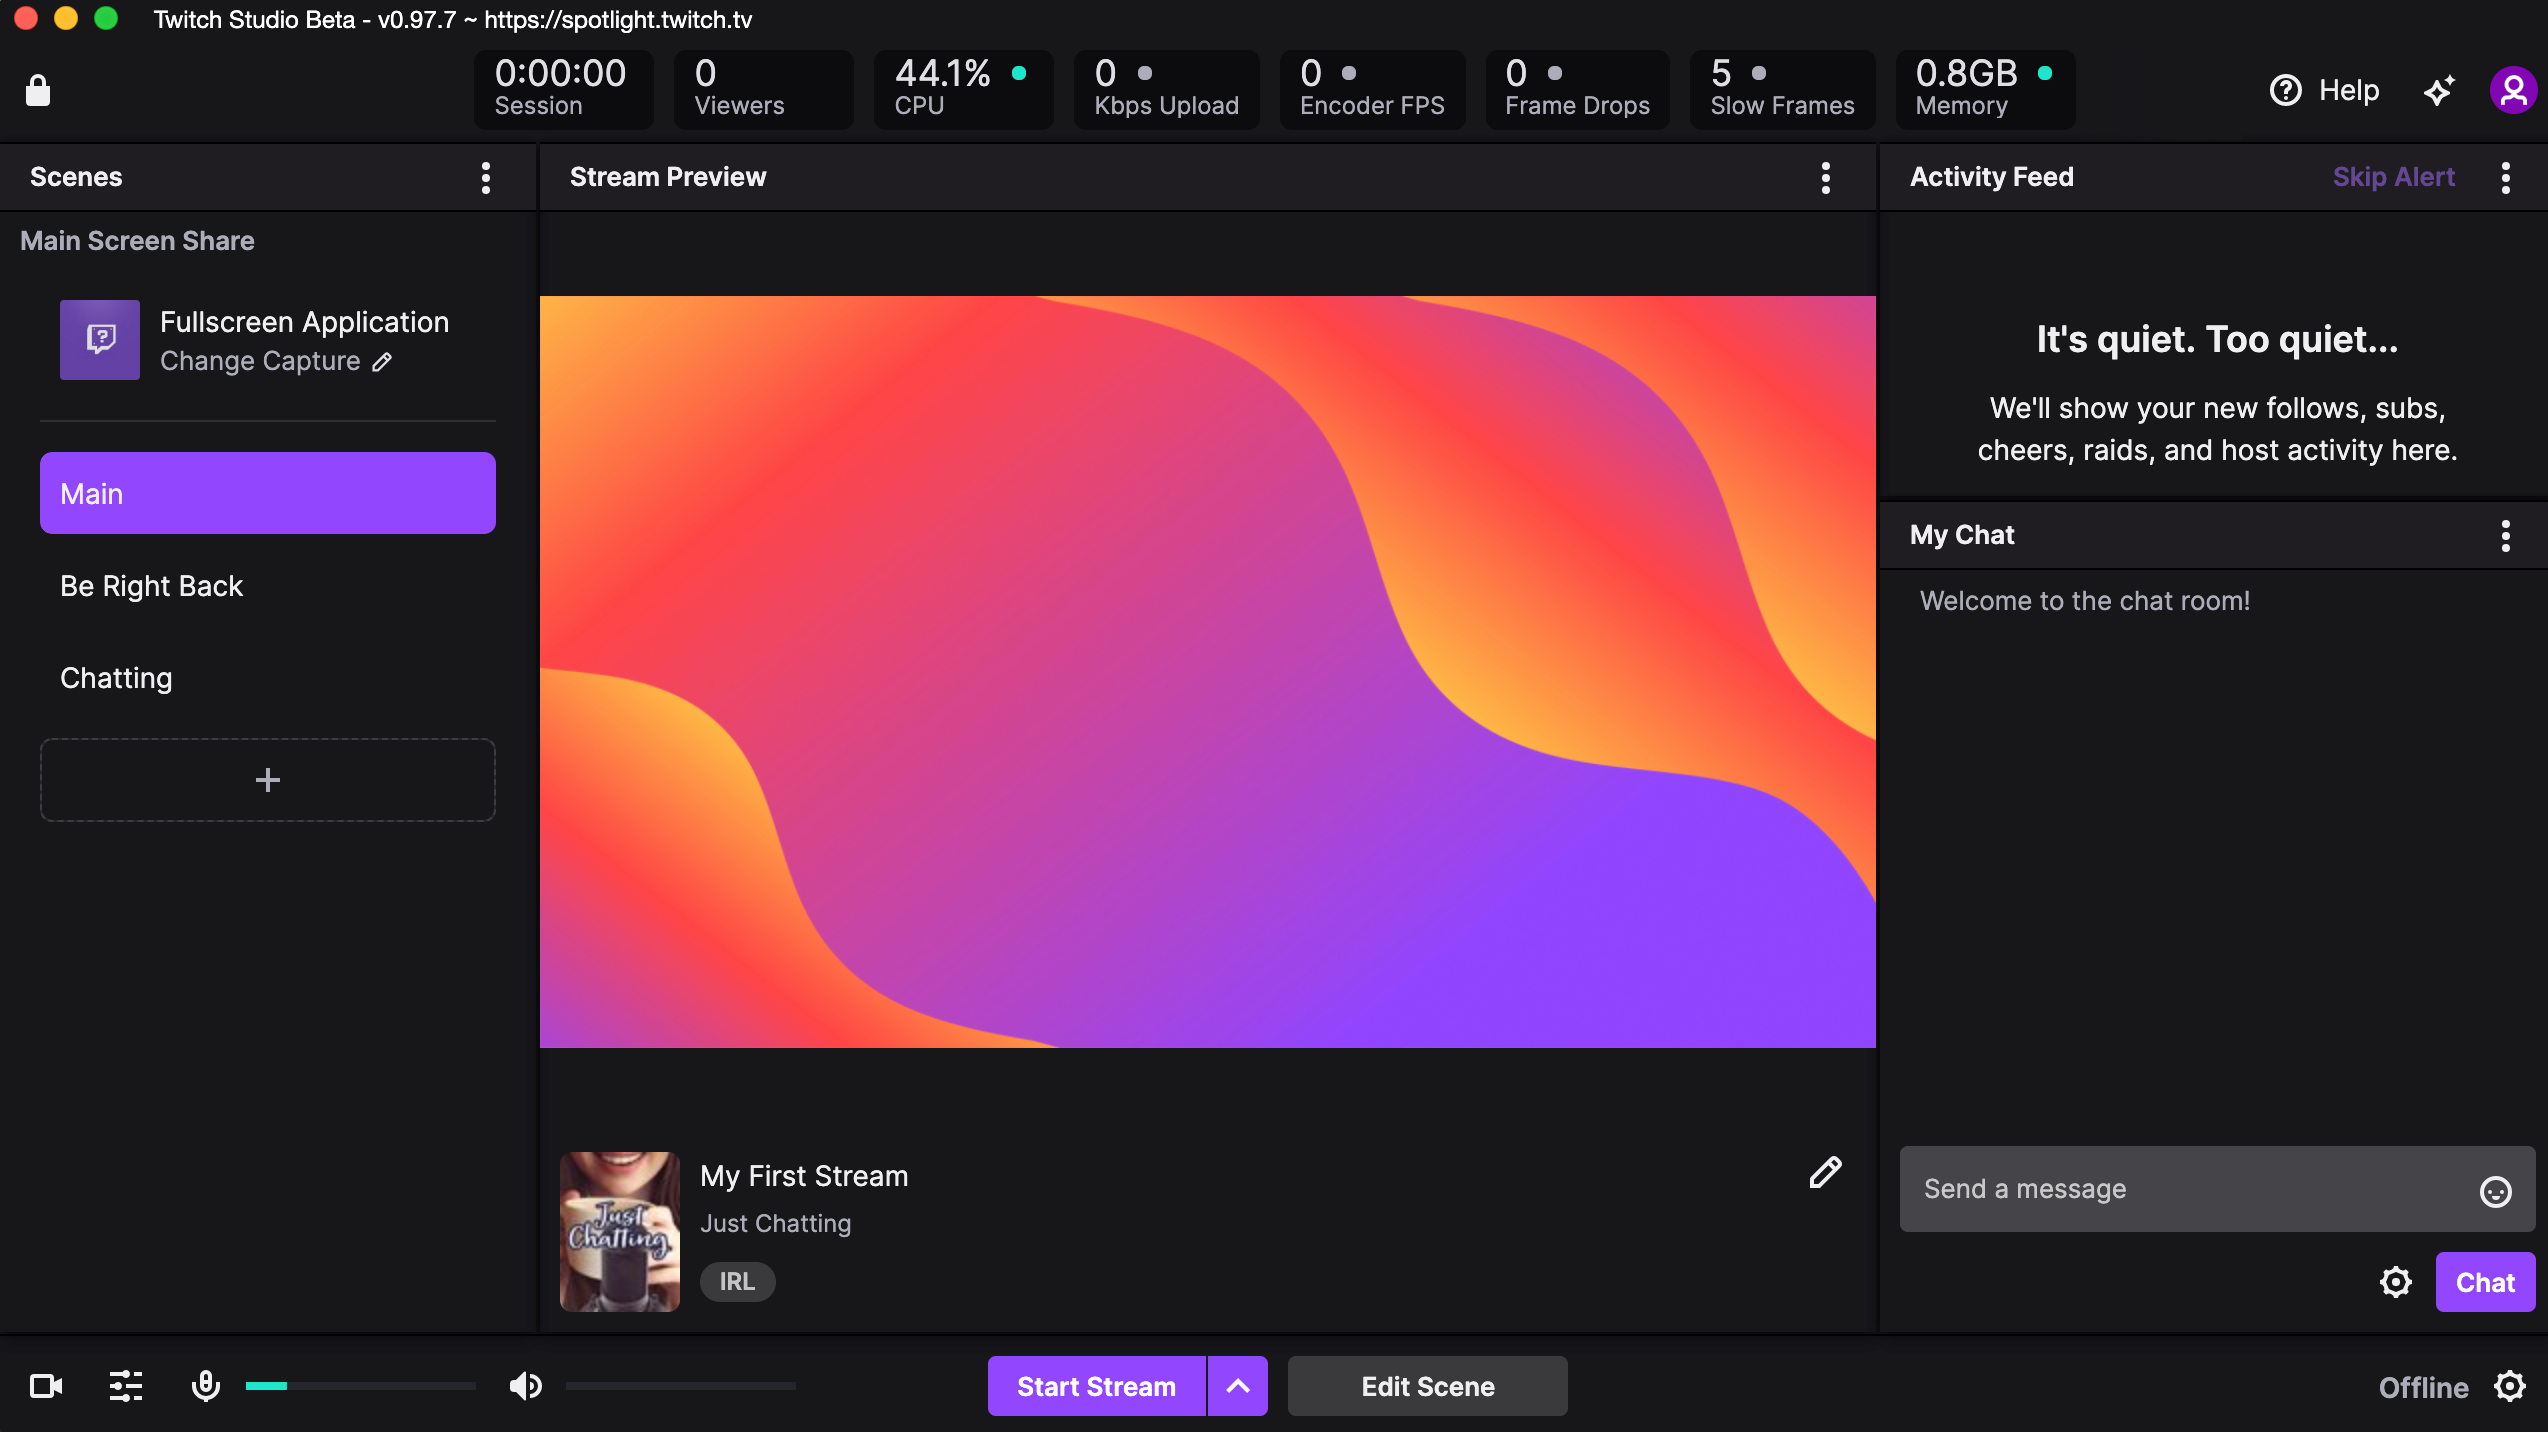 Twitch Studio Beta - v0.97.7 ~ https://spotlight.twitch.tv
0:00:00
Session
0
Viewers
44.1%
CPU
0
Kbps Upload
0
Encoder FPS
0
Frame Drops
5
Slow Frames
0.8GB
Memory
Help
Scenes
Main Screen Share
Fullscreen Application
Change Capture
Main
Be Right Back
Chatting
+
Stream Preview
My First Stream
Just Chatting
IRL
Just
Chatting
Activity Feed
Skip Alert
It's quiet. Too quiet...
We'll show your new follows, subs,
cheers, raids, and host activity here.
My Chat
Welcome to the chat room!
Send a message
Chat
Start Stream
Edit Scene
Offline